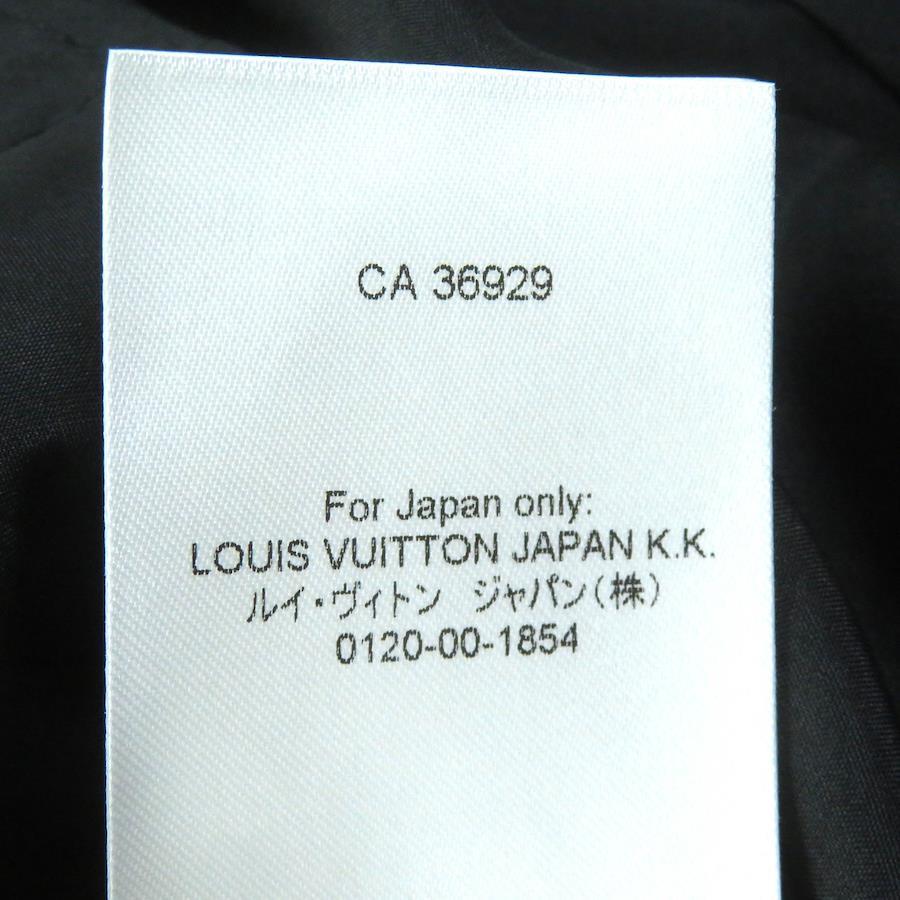 CA 36929
For Japan only:
LOUIS VUITTON JAPAN K.K.
ルイ・ヴィトン　ジャパン(株)
0120-00-1854